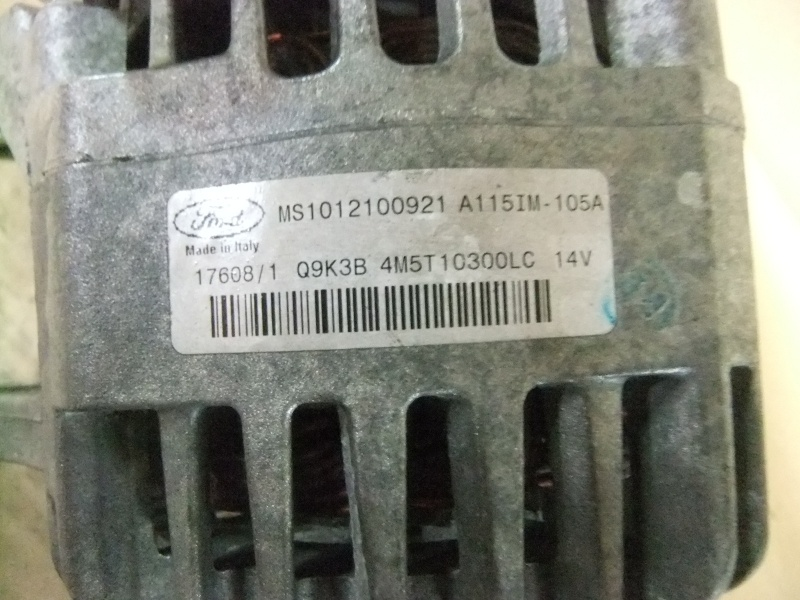 Ford MS1012100921 A115IM-105A
Made in Italy
17608/1 Q9K3B 4M5T10300LC 14V